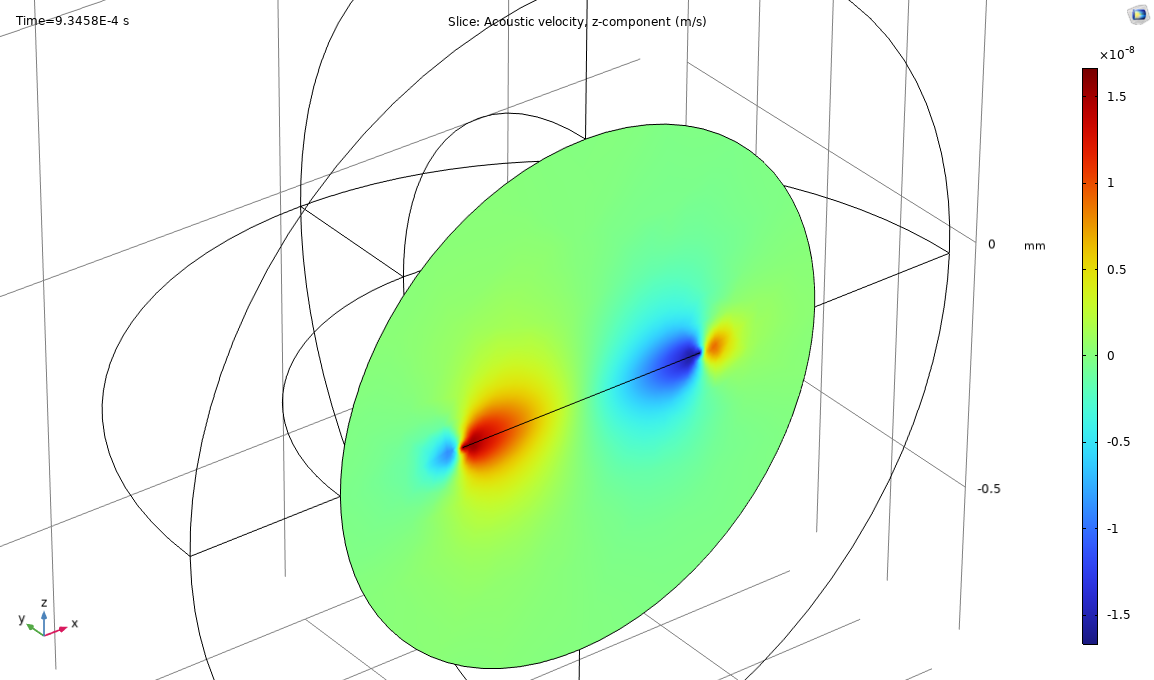 Time=9.3458E-4 s
Slice: Acoustic velocity, z-component (m/s)
×10⁻⁸
1.5
1
0.5
0
-0.5
-1
-1.5
0 mm
-0.5
z
y
x